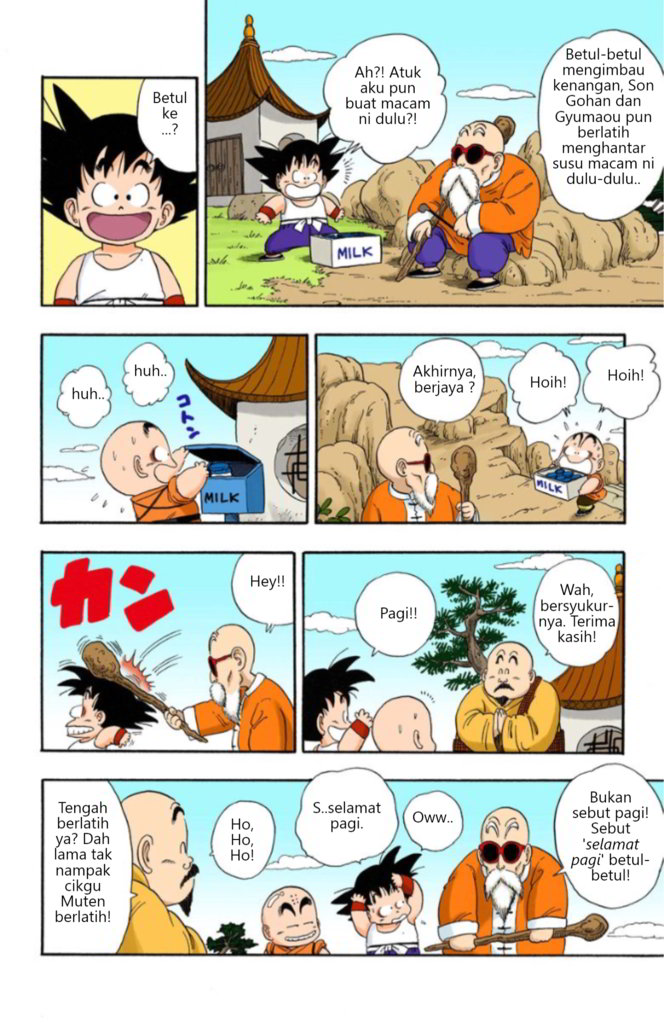 Betul-betul
mengimbau
kenangan, Son
Gohan dan
Gyumaou pun
berlatih
menghantar
susu macam ni
dulu-dulu..
Ah?! Atuk
aku pun
buat macam
ni dulu?!
MILK
Betul
ke
...?
Hoih!
Hoih!
Akhirnya,
berjaya ?
MILK
huh..
huh..
コトン
MILK
Wah,
bersyukur-
nya. Terima
kasih!
Pagi!!
Hey!!
カン
Bukan
sebut pagi!
Sebut
'selamat
pagi' betul-
betul!
Oww..
S..selamat
pagi.
Ho,
Ho,
Ho!
Tengah
berlatih
ya? Dah
lama tak
nampak
cikgu
Muten
berlatih!